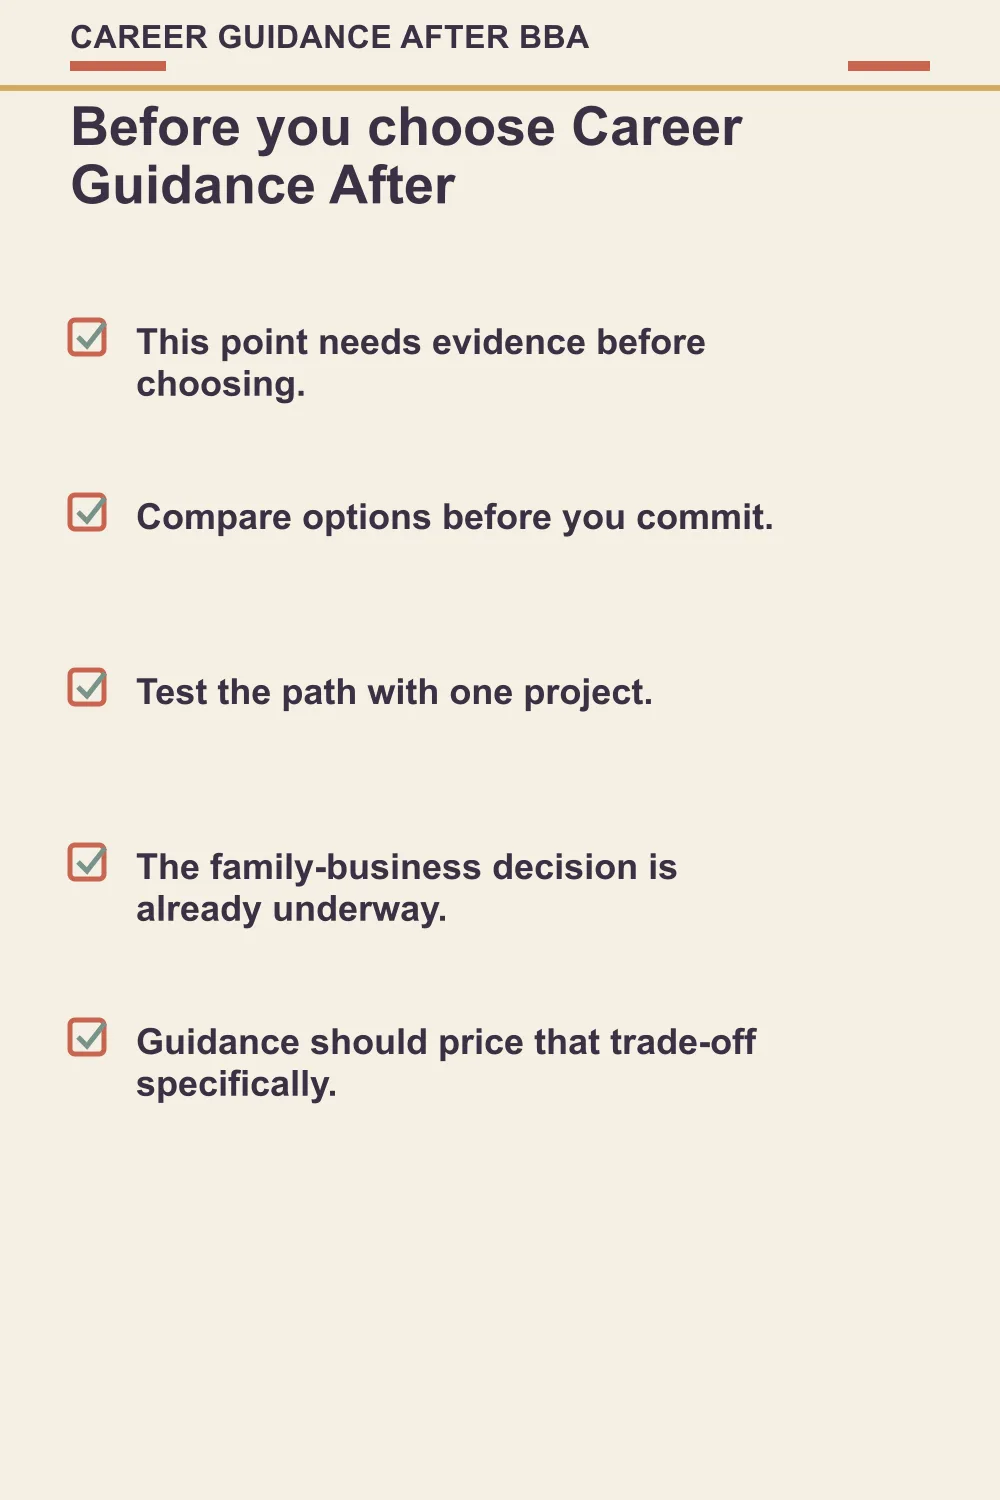 CAREER GUIDANCE AFTER BBA
Before you choose Career
Guidance After
This point needs evidence before
choosing.
Compare options before you commit.
Test the path with one project.
The family-business decision is
already underway.
Guidance should price that trade-off
specifically.